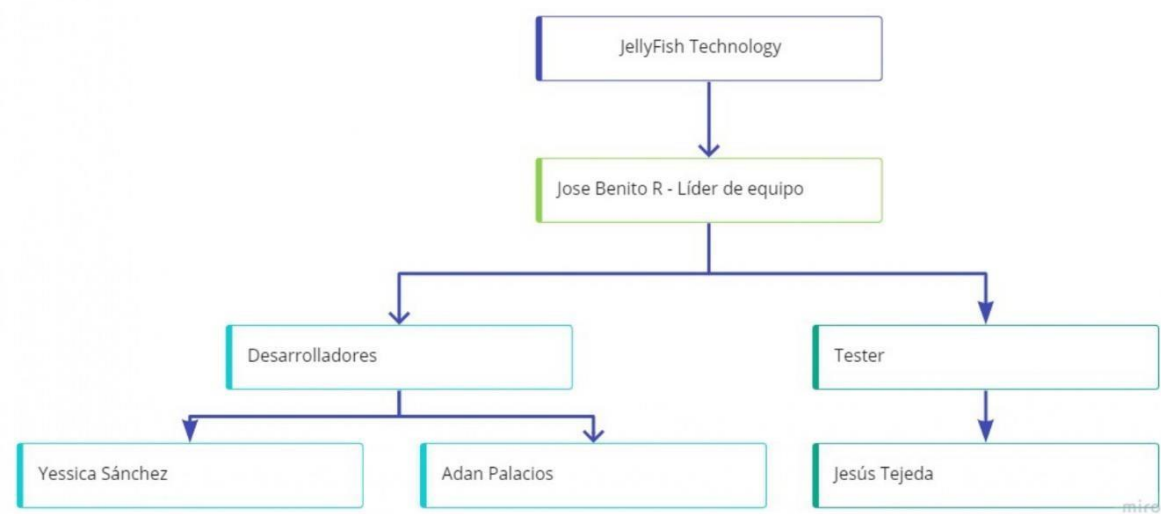 JellyFish Technology
Jose Benito R - Líder de equipo
Desarrolladores
Tester
Yessica Sánchez
Adan Palacios
Jesús Tejeda
miro